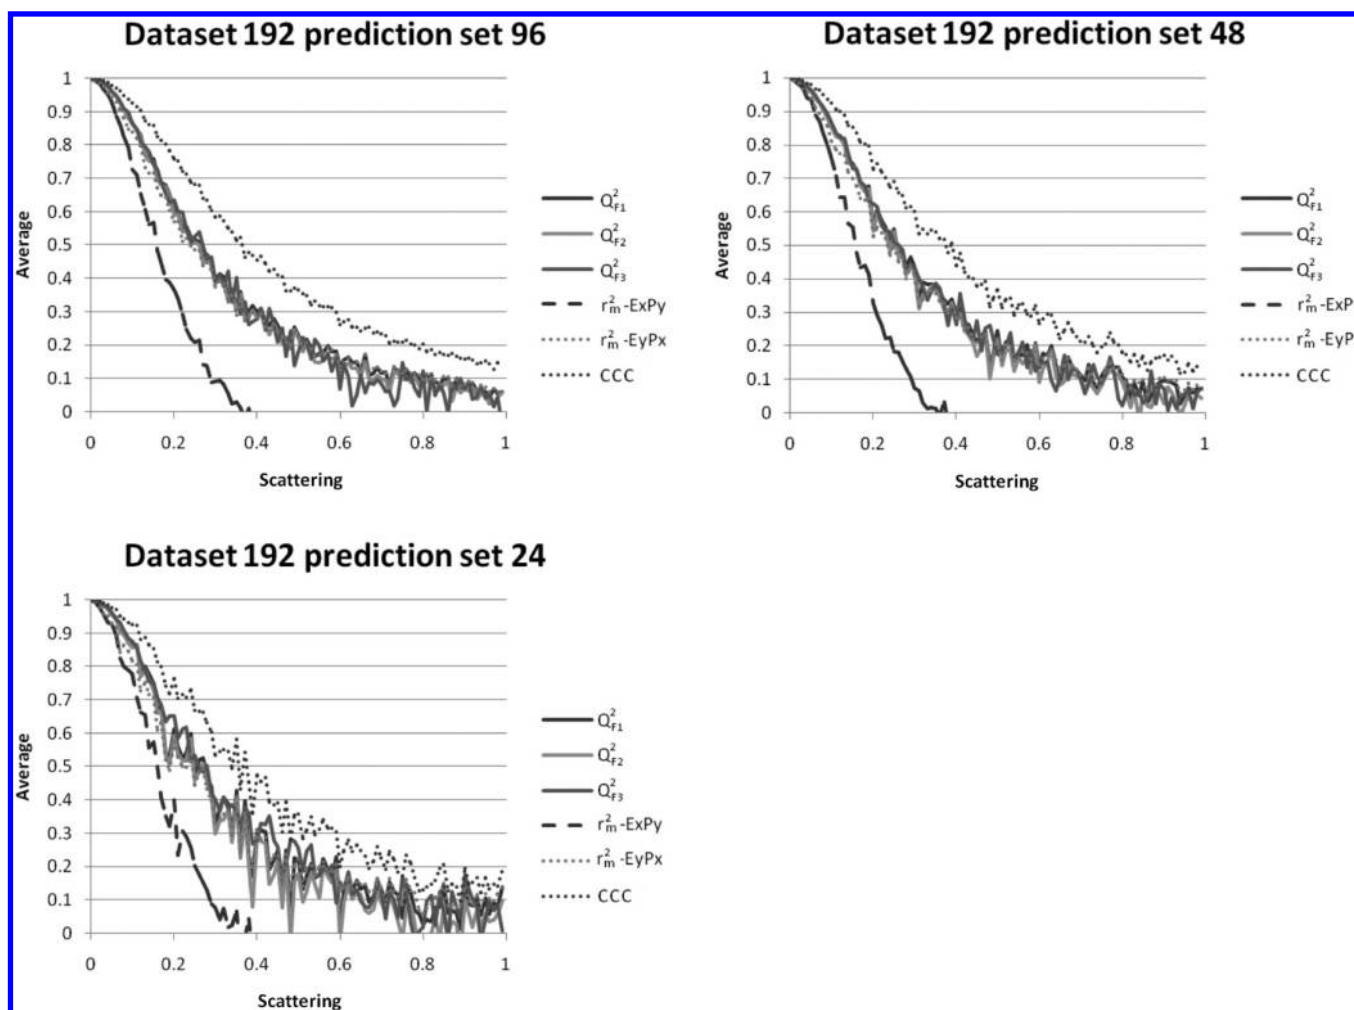 Dataset 192 prediction set 96
1
0.9
0.8
0.7
0.6
0.5
0.4
0.3
0.2
0.1
0
Average
0 0.2 0.4 0.6 0.8 1
Scattering
Q²F1
Q²F2
Q²F3
r²m-ExPy
r²m-EyPx
CCC
Dataset 192 prediction set 48
1
0.9
0.8
0.7
0.6
0.5
0.4
0.3
0.2
0.1
0
Average
0 0.2 0.4 0.6 0.8 1
Scattering
Q²F1
Q²F2
Q²F3
r²m-ExP
r²m-EyP
CCC
Dataset 192 prediction set 24
1
0.9
0.8
0.7
0.6
0.5
0.4
0.3
0.2
0.1
0
Average
0 0.2 0.4 0.6 0.8 1
Scattering
Q²F1
Q²F2
Q²F3
r²m-ExPy
r²m-EyPx
CCC